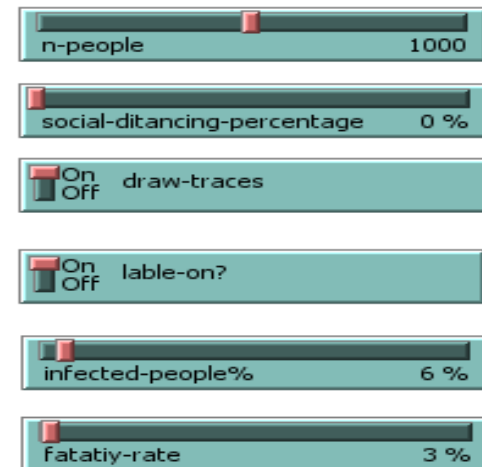 n-people 1000
social-ditancing-percentage 0 %
On
Off draw-traces
On
Off lable-on?
infected-people% 6 %
fatatiy-rate 3 %